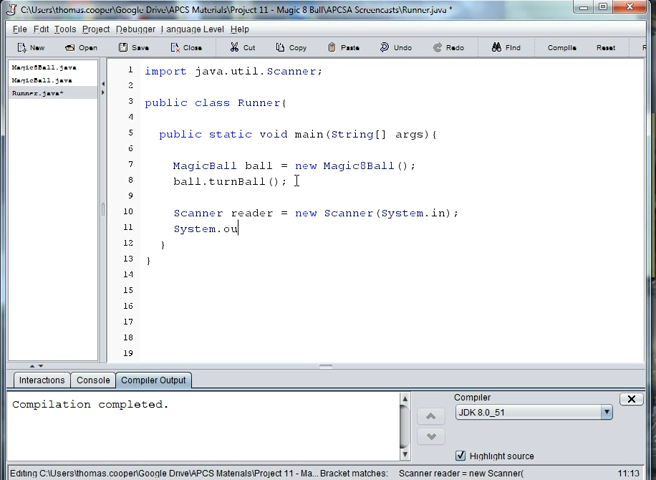 C:\Users\thomas.cooper\Google Drive\APCS Materials\Project 11 - Magic 8 Ball\APCSA Screencasts\Runner.java *
File Edit Tools Project Debugger Language Level Help
New Open Save Close Cut Copy Paste Undo Redo Find Compile Reset
Magic8Ball.java
MagicBall.java
Runner.java*
1 import java.util.Scanner;
2
3 public class Runner{
4
5 public static void main(String[] args){
6
7 MagicBall ball = new Magic8Ball();
8 ball.turnBall();
9
10 Scanner reader = new Scanner(System.in);
11 System.ou
12 }
13 }
14
15
16
17
18
19
Interactions Console Compiler Output
Compilation completed.
Compiler
JDK 8.0_51
Highlight source
Editing C:\Users\thomas.cooper\Google Drive\APCS Materials\Project 11 - Ma... Bracket matches: Scanner reader = new Scanner( 11:13